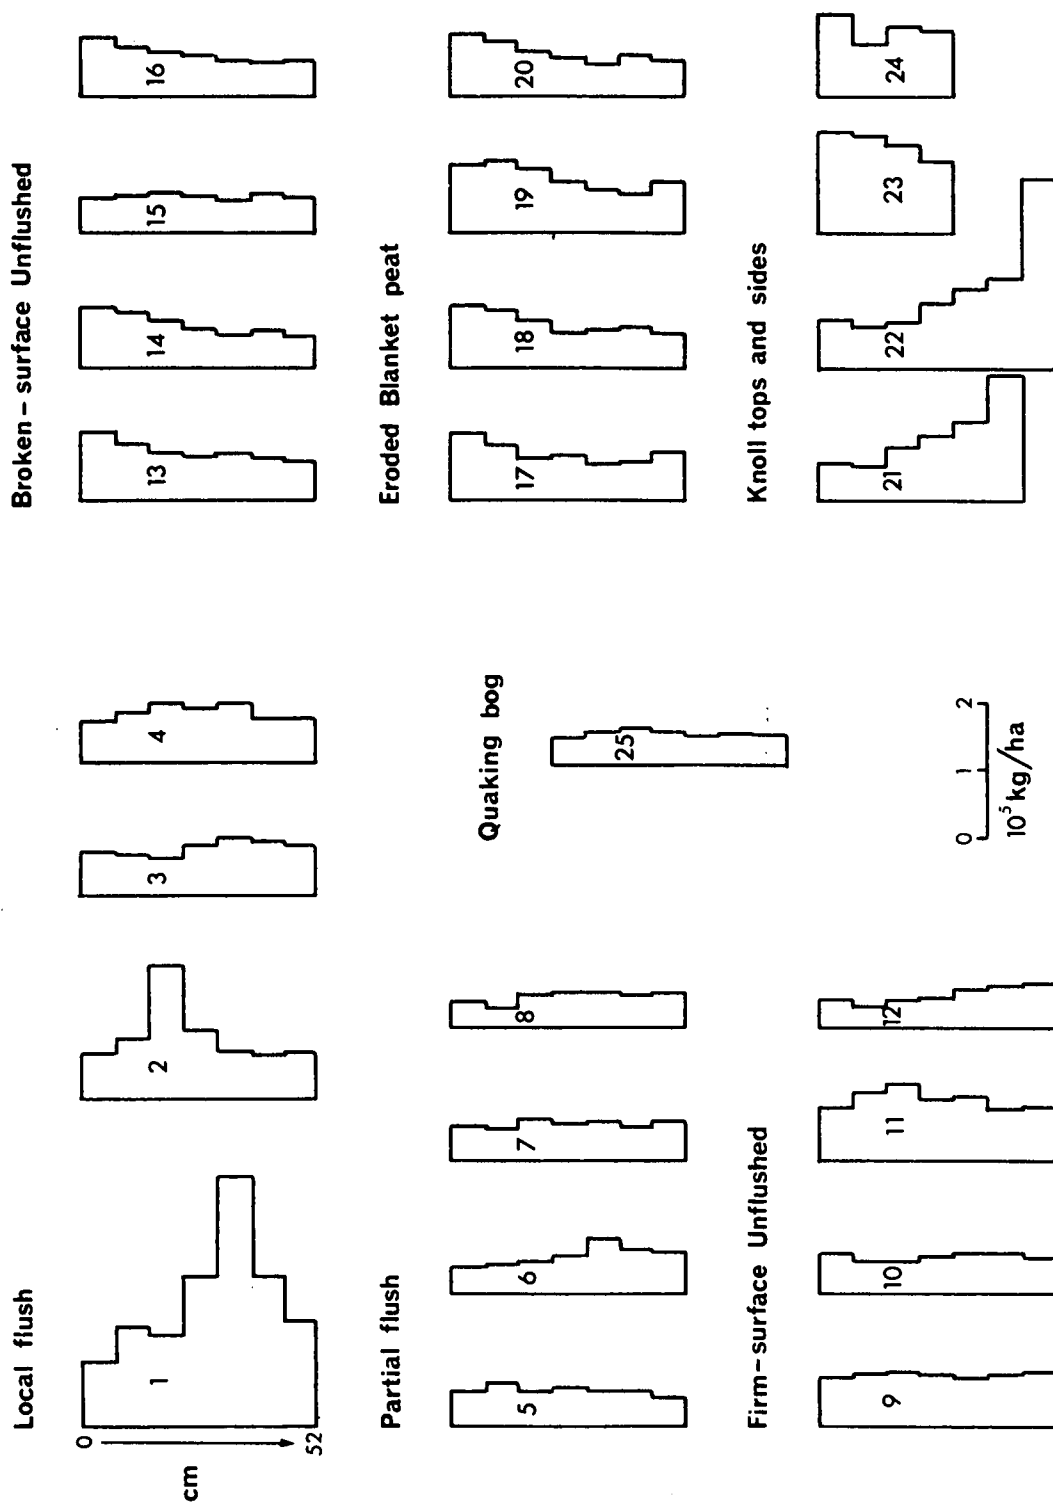 Local flush
0
cm
52
1
2
3
4
Broken-surface Unflushed
13
14
15
16
Partial flush
5
6
7
8
Quaking bog
25
Eroded Blanket peat
17
18
19
20
Firm-surface Unflushed
9
10
11
12
0 1 2
10⁵ kg/ha
Knoll tops and sides
21
22
23
24